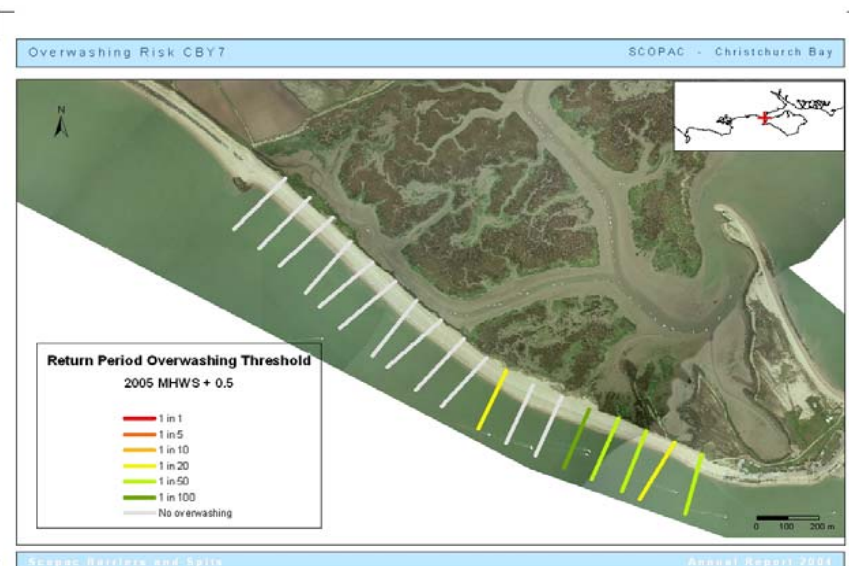 Overwashing Risk CBY7
SCOPAC - Christchurch Bay
N
Return Period Overwashing Threshold
2005 MHWS + 0.5
1 in 1
1 in 5
1 in 10
1 in 20
1 in 50
1 in 100
No overwashing
0 100 200 m
Scopac Barriers and Spits
Annual Report 2004